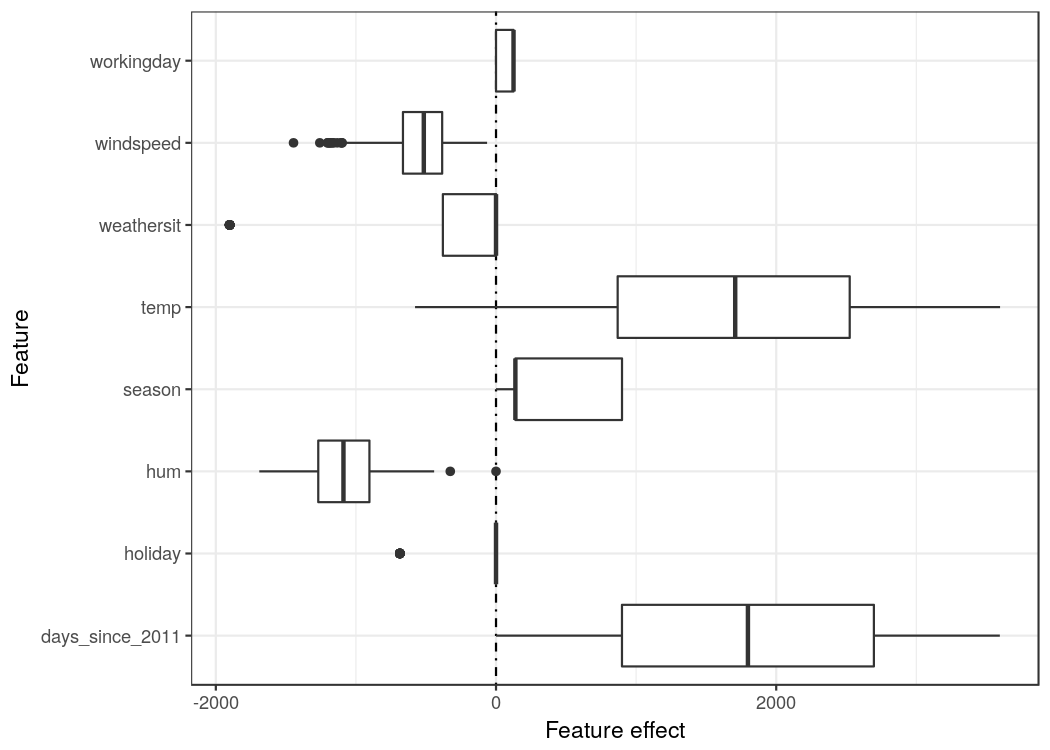 workingday
windspeed
weathersit
temp
season
hum
holiday
days_since_2011
Feature
-2000
0
2000
Feature effect